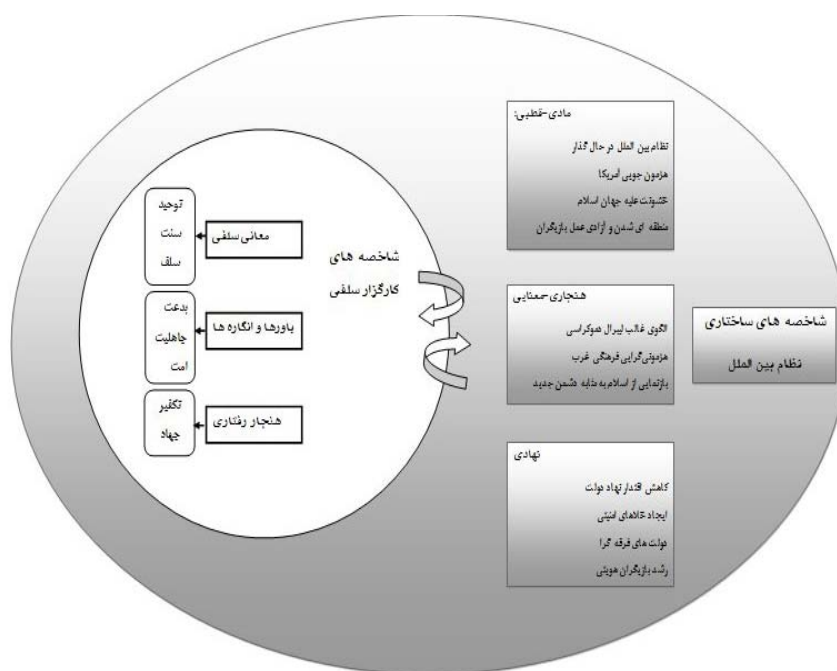 شاخصه های ساختاری
نظام بین الملل
مادی-قطبی:
نظام بین الملل در حال گذار
هژمون جویی آمریکا
خشونت علیه جهان اسلام
منطقه ای شدن و آزادی عمل بازیگران
هنجاری-معنایی
الگوی غالب لیبرال دموکراسی
هژمونی گرایی فرهنگی غرب
بازنمایی از اسلام به مثابه دشمن جدید
نهادی
کاهش اقتدار نهاد دولت
ایجاد خلاهای امنیتی
دولت های فرقه گرا
رشد بازیگران هویتی
شاخصه های
کارگزار سلفی
معانی سلفی
توحید
سنت
سلف
باورها و انگاره ها
بدعت
جاهلیت
امت
هنجار رفتاری
تکفیر
جهاد